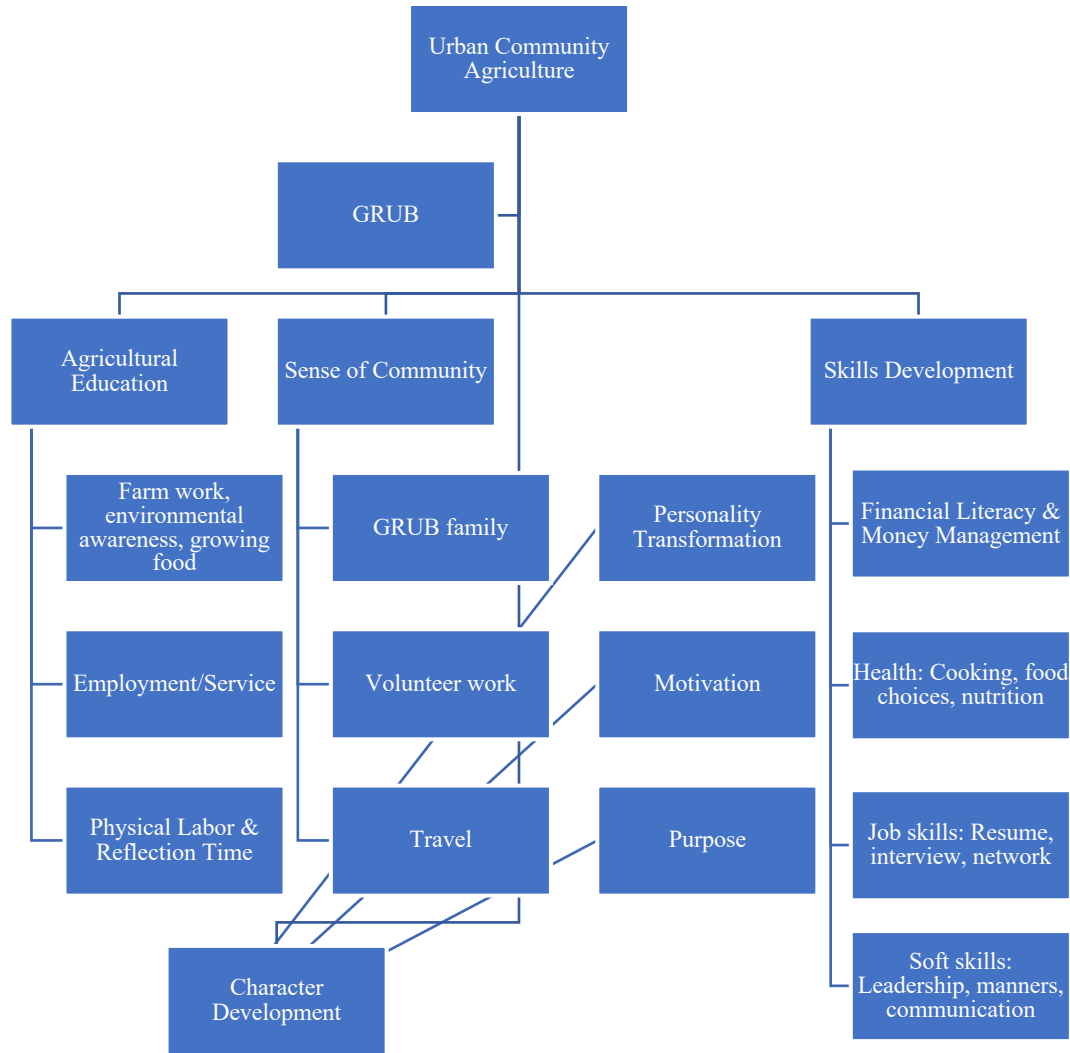 Urban Community
Agriculture
GRUB
Agricultural
Education
Sense of Community
Skills Development
Farm work,
environmental
awareness, growing
food
GRUB family
Personality
Transformation
Financial Literacy &
Money Management
Employment/Service
Volunteer work
Motivation
Health: Cooking, food
choices, nutrition
Physical Labor &
Reflection Time
Travel
Purpose
Job skills: Resume,
interview, network
Character
Development
Soft skills:
Leadership, manners,
communication